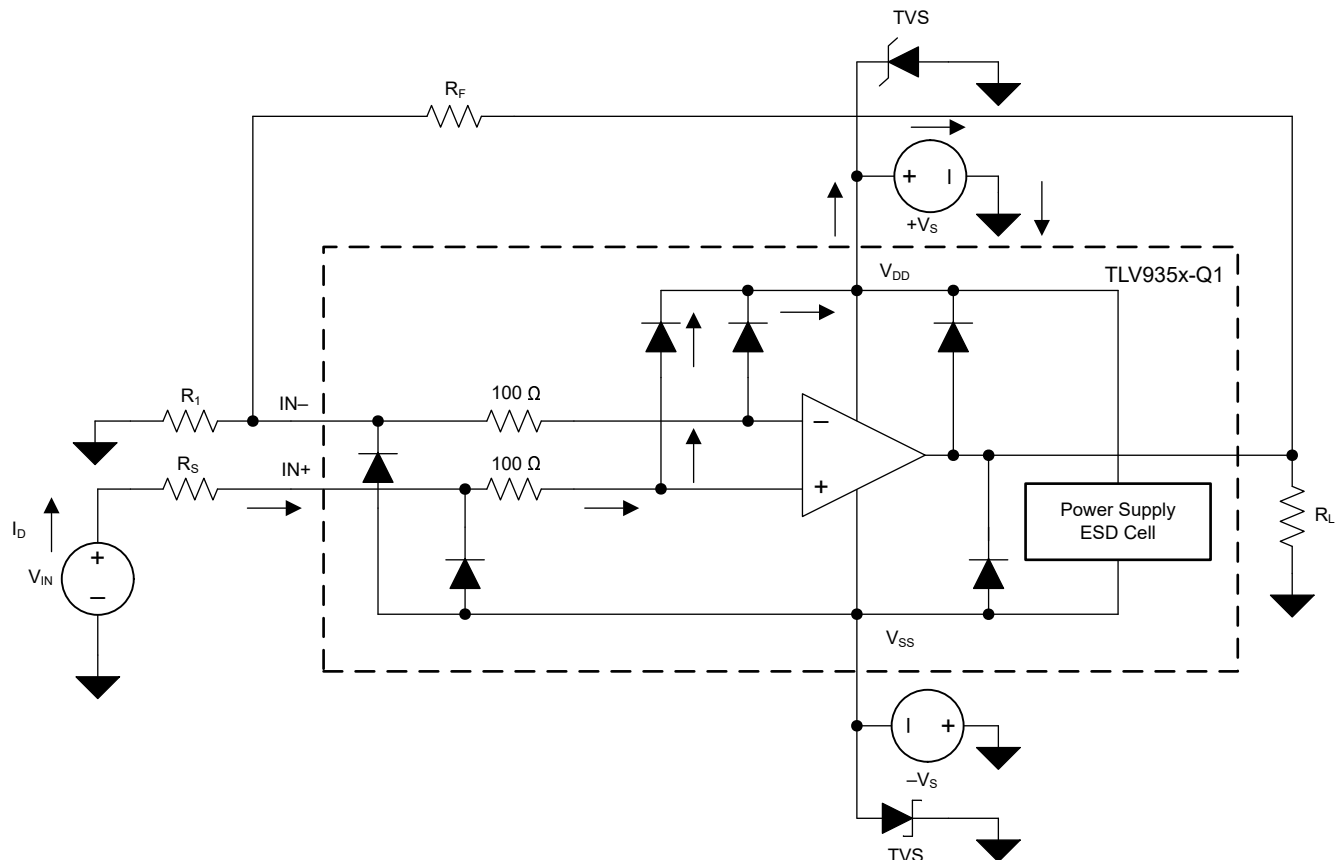 TVS
R_F
+ −
+V_S
V_DD
TLV935x-Q1
R_1
IN–
100 Ω
–
R_S
IN+
100 Ω
+
Power Supply
ESD Cell
R_L
I_D
+
V_IN
–
V_SS
− +
–V_S
TVS